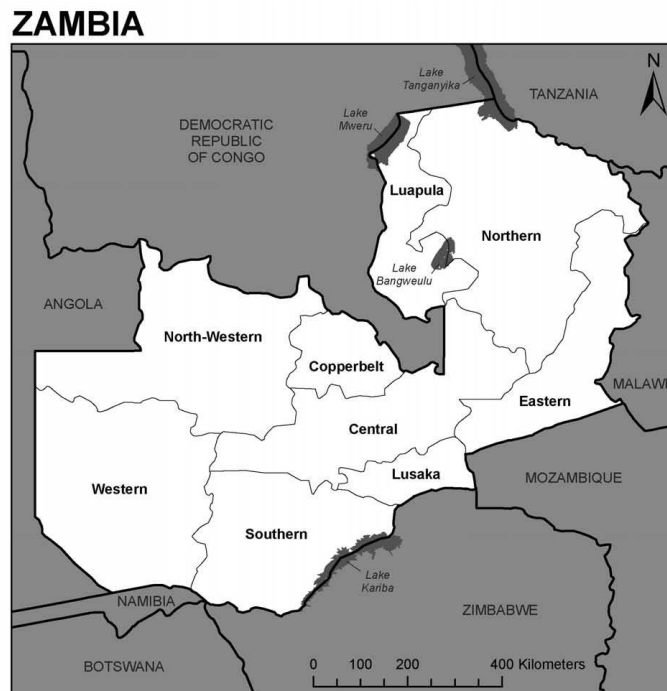 ZAMBIA
N
Lake
Tanganyika
TANZANIA
Lake
Mweru
DEMOCRATIC
REPUBLIC
OF CONGO
Luapula
Northern
Lake
Bangweulu
ANGOLA
North-Western
Copperbelt
MALAWI
Eastern
Central
Western
Lusaka
MOZAMBIQUE
Southern
Lake
Kariba
NAMIBIA
ZIMBABWE
BOTSWANA
0 100 200 400 Kilometers